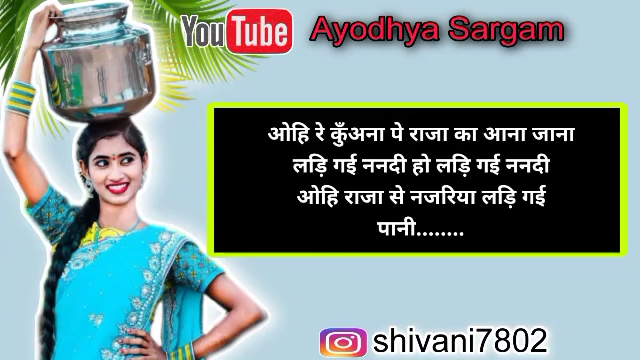 YouTube Ayodhya Sargam
ओहि रे कुँअना पे राजा का आना जाना
लड़ि गई ननदी हो लड़ि गई ननदी
ओहि राजा से नजरिया लड़ि गई
पानी........
shivani7802